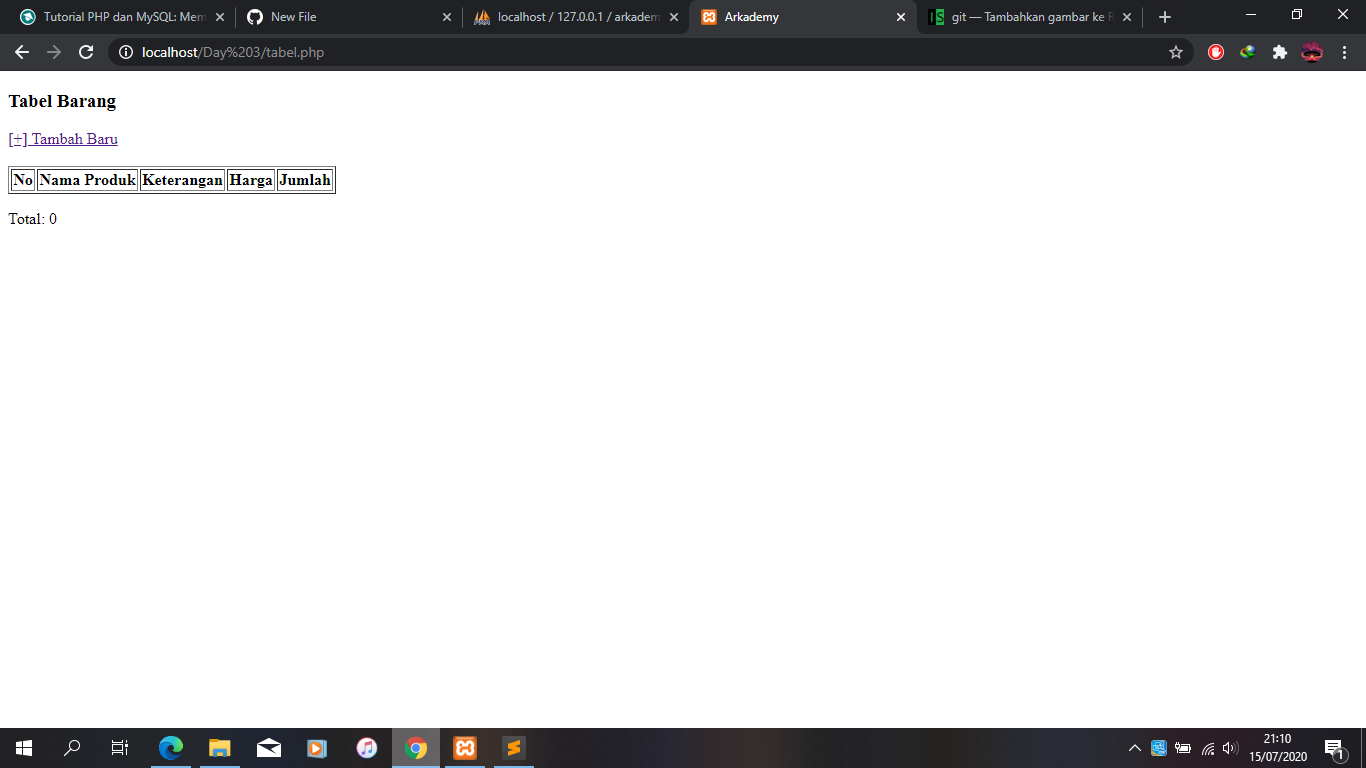 Tutorial PHP dan MySQL: Mem
New File
localhost / 127.0.0.1 / arkadem
Arkademy
git — Tambahkan gambar ke R
localhost/Day%203/tabel.php
Tabel Barang
[+] Tambah Baru
No Nama Produk Keterangan Harga Jumlah
Total: 0
21:10
15/07/2020
1